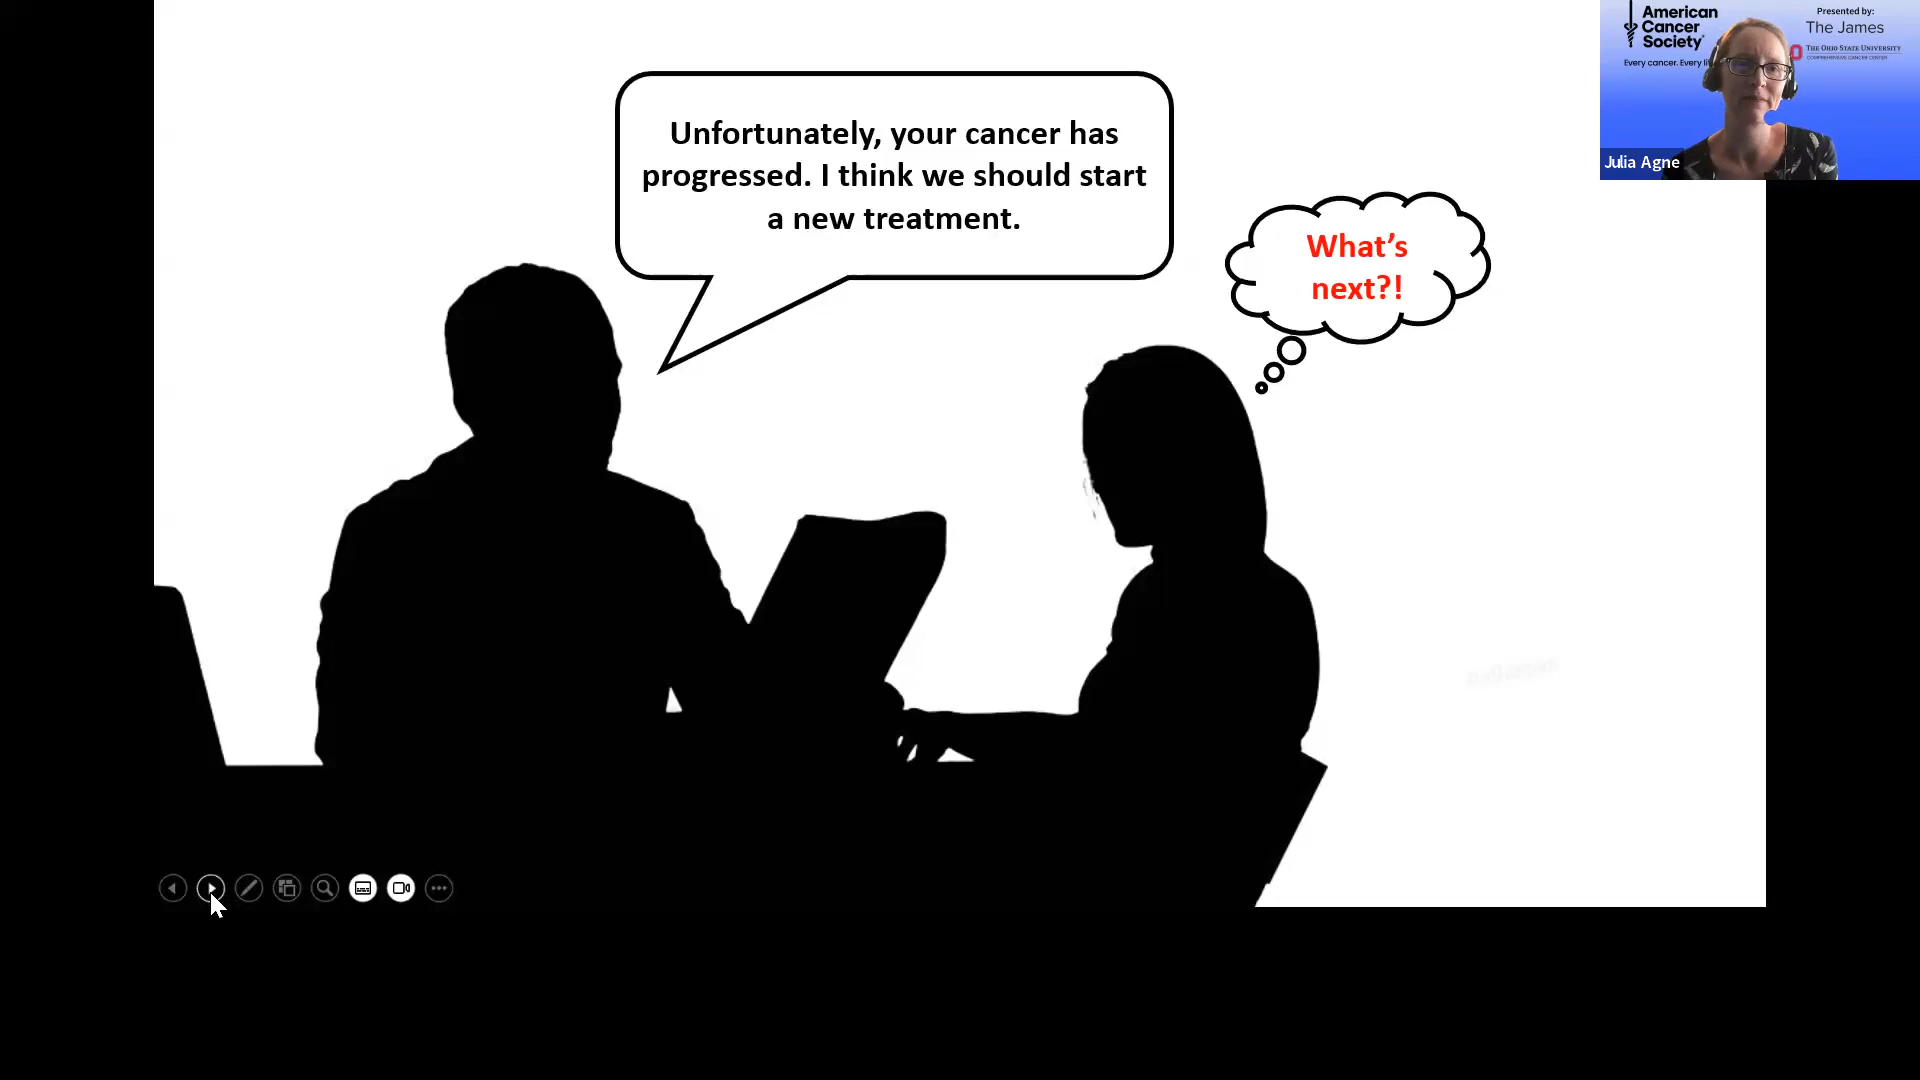 Unfortunately, your cancer has
progressed. I think we should start
a new treatment.
What’s
next?!
American
Cancer
Society
Every cancer. Every li
Presented by:
The James
THE OHIO STATE UNIVERSITY
COMPREHENSIVE CANCER CENTER
Julia Agne